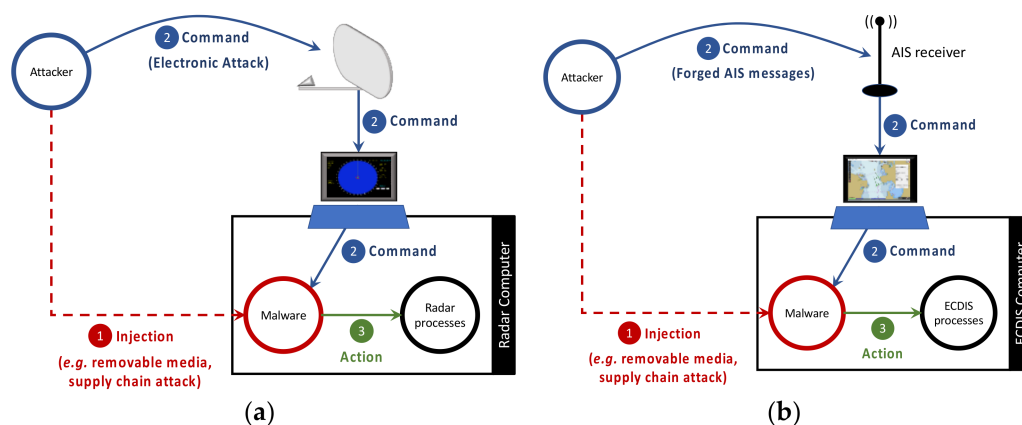 2 Command
(Electronic Attack)
Attacker
2 Command
Radar Computer
2 Command
Malware
Radar
processes
3
Action
1 Injection
(e.g. removable media,
supply chain attack)
(a)
((   ))
AIS receiver
2 Command
(Forged AIS messages)
Attacker
2 Command
ECDIS Computer
2 Command
Malware
ECDIS
processes
3
Action
1 Injection
(e.g. removable media,
supply chain attack)
(b)